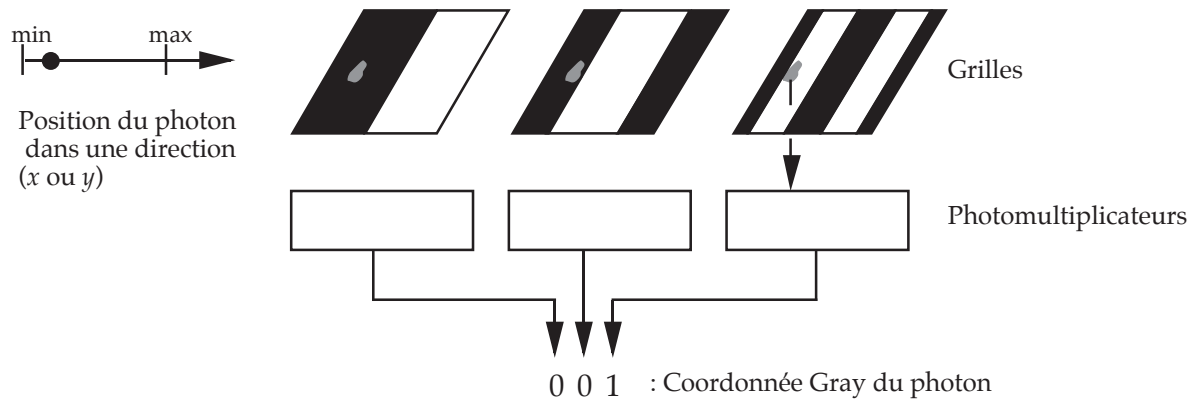 min
max
Position du photon
dans une direction
(x ou y)
Grilles
Photomultiplicateurs
0 0 1
: Coordonnée Gray du photon